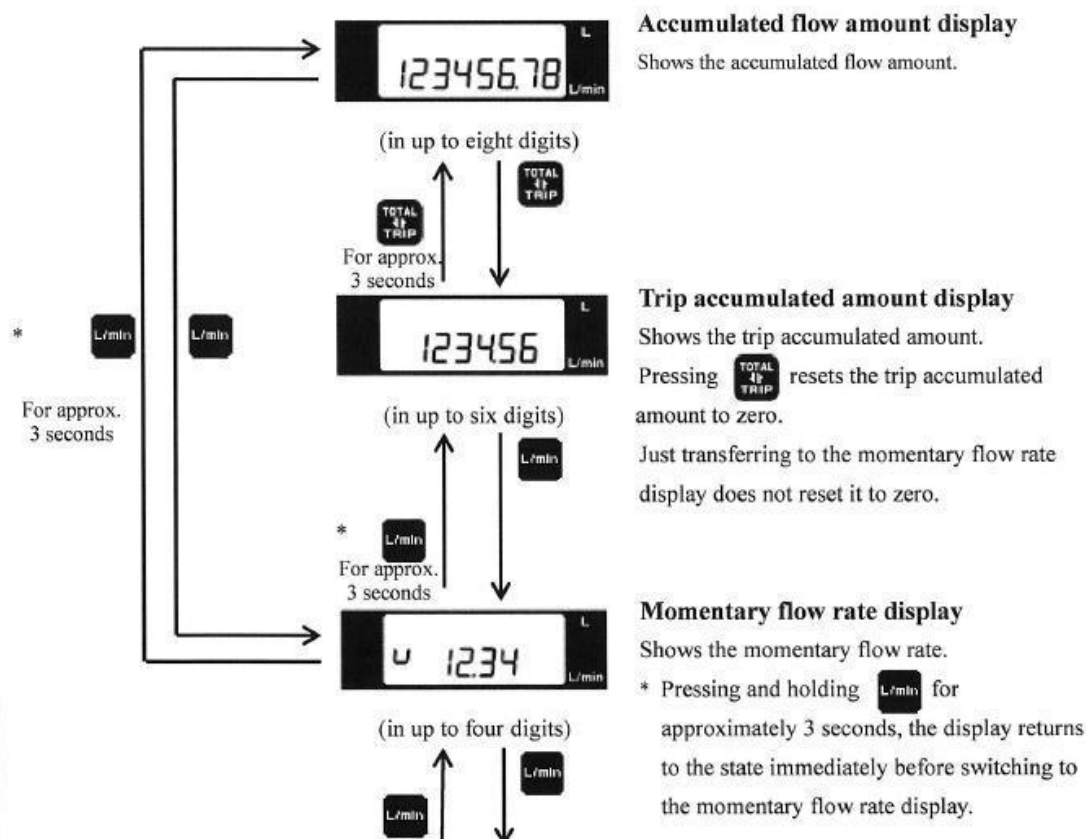 Accumulated flow amount display
L
123456.78
L/min
Shows the accumulated flow amount.
(in up to eight digits)
TOTAL
TRIP
TOTAL
TRIP
For approx.
3 seconds
Trip accumulated amount display
L
1234.56
L/min
Shows the trip accumulated amount.
Pressing TOTAL TRIP resets the trip accumulated
amount to zero.
Just transferring to the momentary flow rate
display does not reset it to zero.
* L/min
L/min
For approx.
3 seconds
(in up to six digits)
L/min
* L/min
For approx.
3 seconds
Momentary flow rate display
L
U 12.34
L/min
Shows the momentary flow rate.
* Pressing and holding L/min for
approximately 3 seconds, the display returns
to the state immediately before switching to
the momentary flow rate display.
(in up to four digits)
L/min
L/min